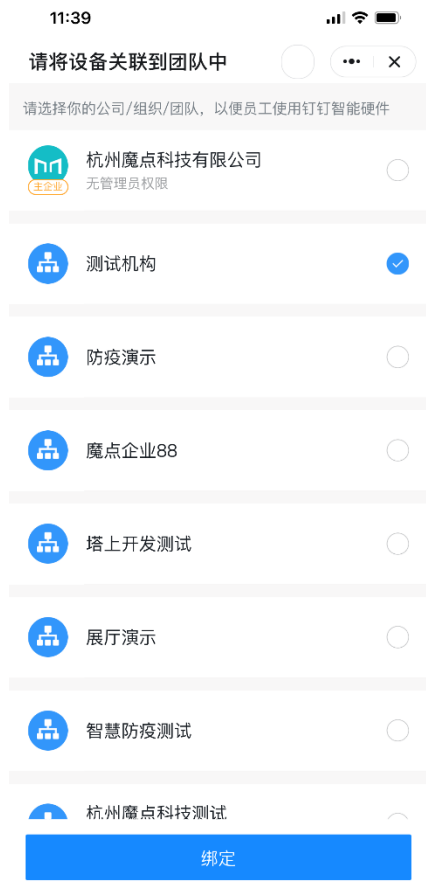 11:39
请将设备关联到团队中
请选择你的公司/组织/团队，以便员工使用钉钉智能硬件
杭州魔点科技有限公司
主企业
无管理员权限
测试机构
防疫演示
魔点企业88
塔上开发测试
展厅演示
智慧防疫测试
杭州魔点科技测试
绑定